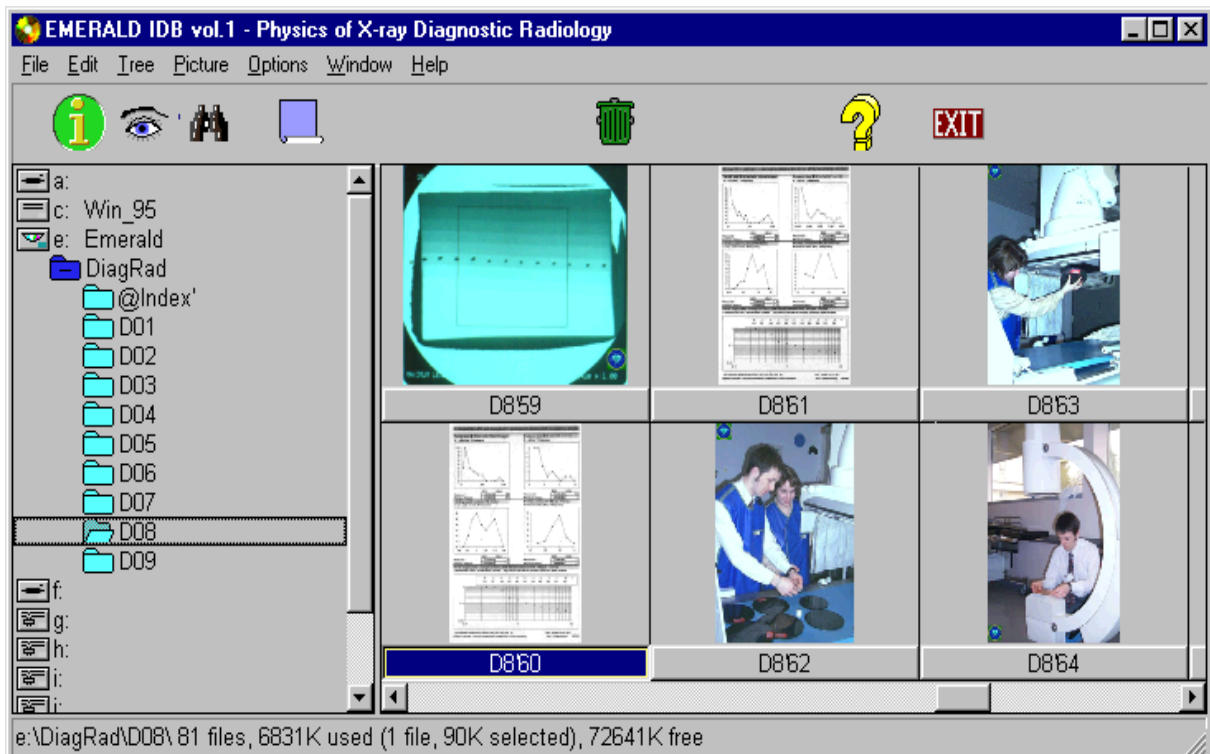 EMERALD IDB vol.1 - Physics of X-ray Diagnostic Radiology
File Edit Tree Picture Options Window Help
i ? EXIT
a:
c: Win_95
e: Emerald
DiagRad
@Index'
D01
D02
D03
D04
D05
D06
D07
D08
D09
f:
g:
h:
i:
j:
D8'59 D8'61 D8'63
D8'60 D8'62 D8'64
e:\DiagRad\D08\ 81 files, 6831K used (1 file, 90K selected), 72641K free